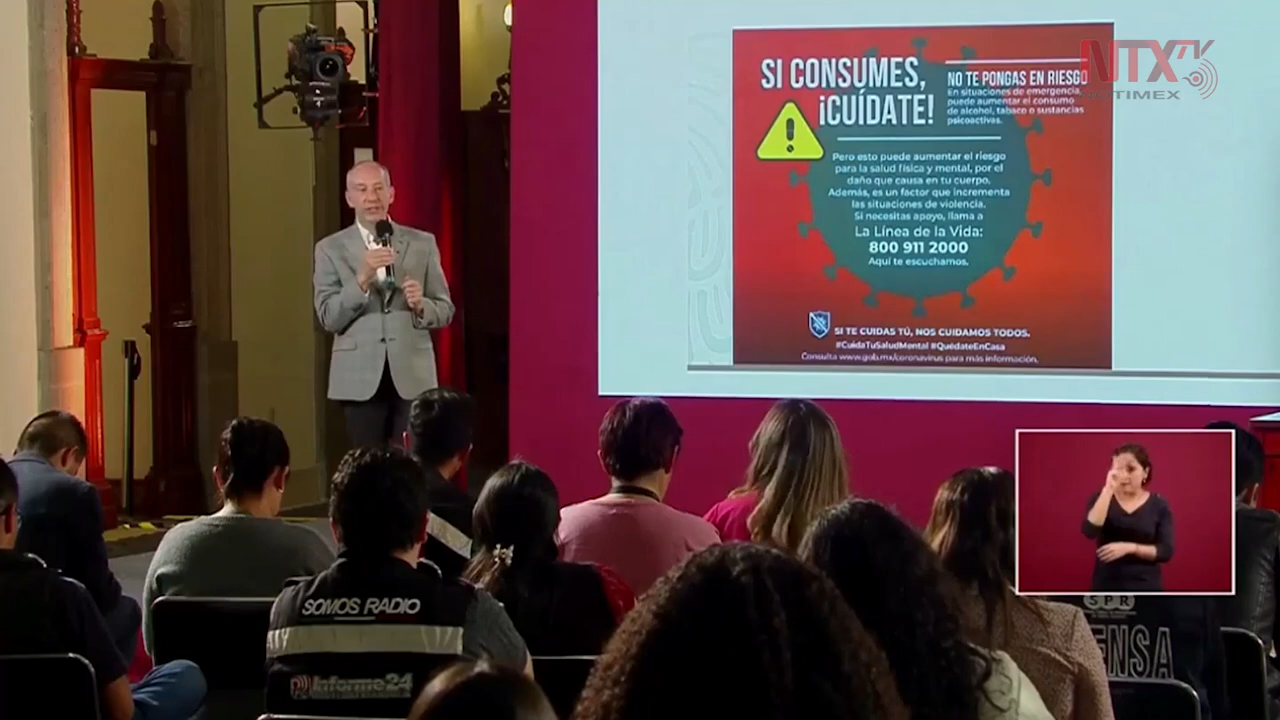 SI CONSUMES,
¡CUÍDATE!
NO TE PONGAS EN RIESGO
En situaciones de emergencia,
puede aumentar el consumo
de alcohol, tabaco o sustancias
psicoactivas.
Pero esto puede aumentar el riesgo
para la salud física y mental, por el
daño que causa en tu cuerpo.
Además, es un factor que incrementa
las situaciones de violencia.
Si necesitas apoyo, llama a
La Línea de la Vida:
800 911 2000
Aquí te escuchamos.
SI TE CUIDAS TÚ, NOS CUIDAMOS TODOS.
#CuidaTuSaludMental #QuédateEnCasa
Consulta www.gob.mx/coronavirus para más información.
NTX TV
NOTIMEX
SOMOS RADIO
Informe24
SPR
ENSA